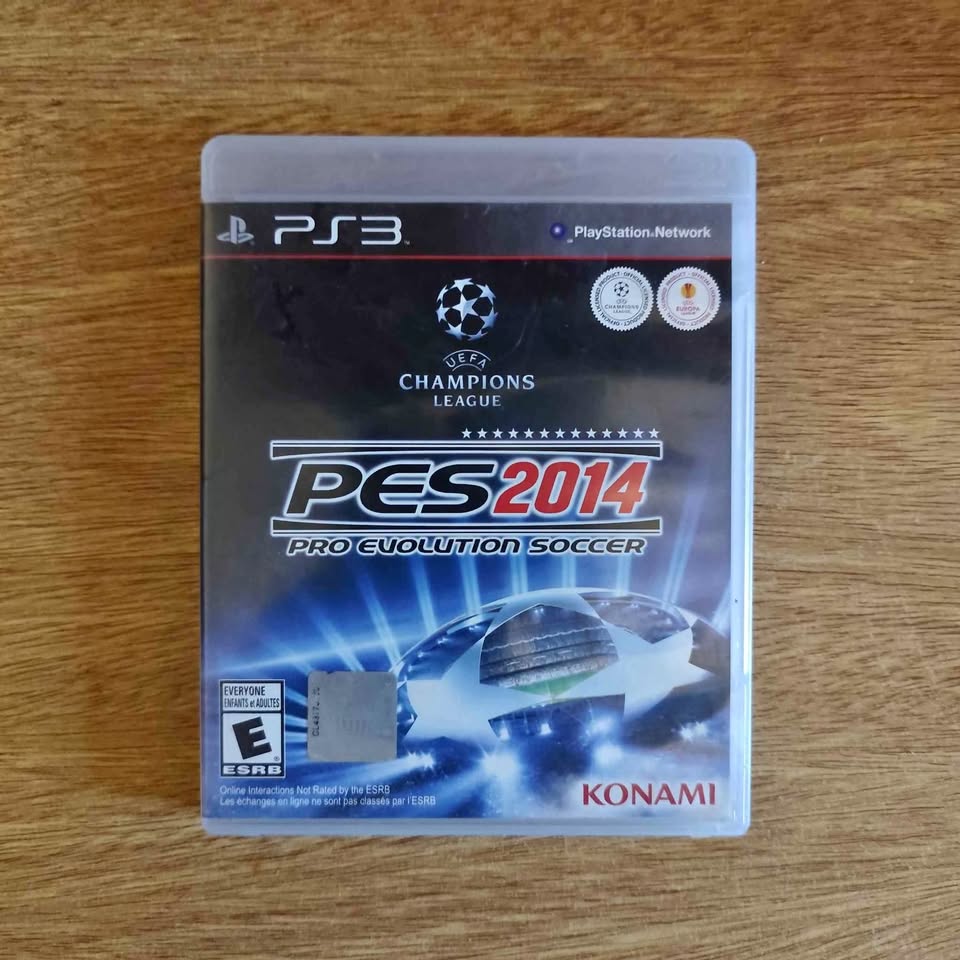 PS3
PlayStation®Network
UEFA
CHAMPIONS
LEAGUE
PES2014
PRO EVOLUTION SOCCER
EVERYONE
ENFANTS et ADULTES
E
ESRB
Online Interactions Not Rated by the ESRB
Les échanges en ligne ne sont pas classés par l'ESRB
KONAMI